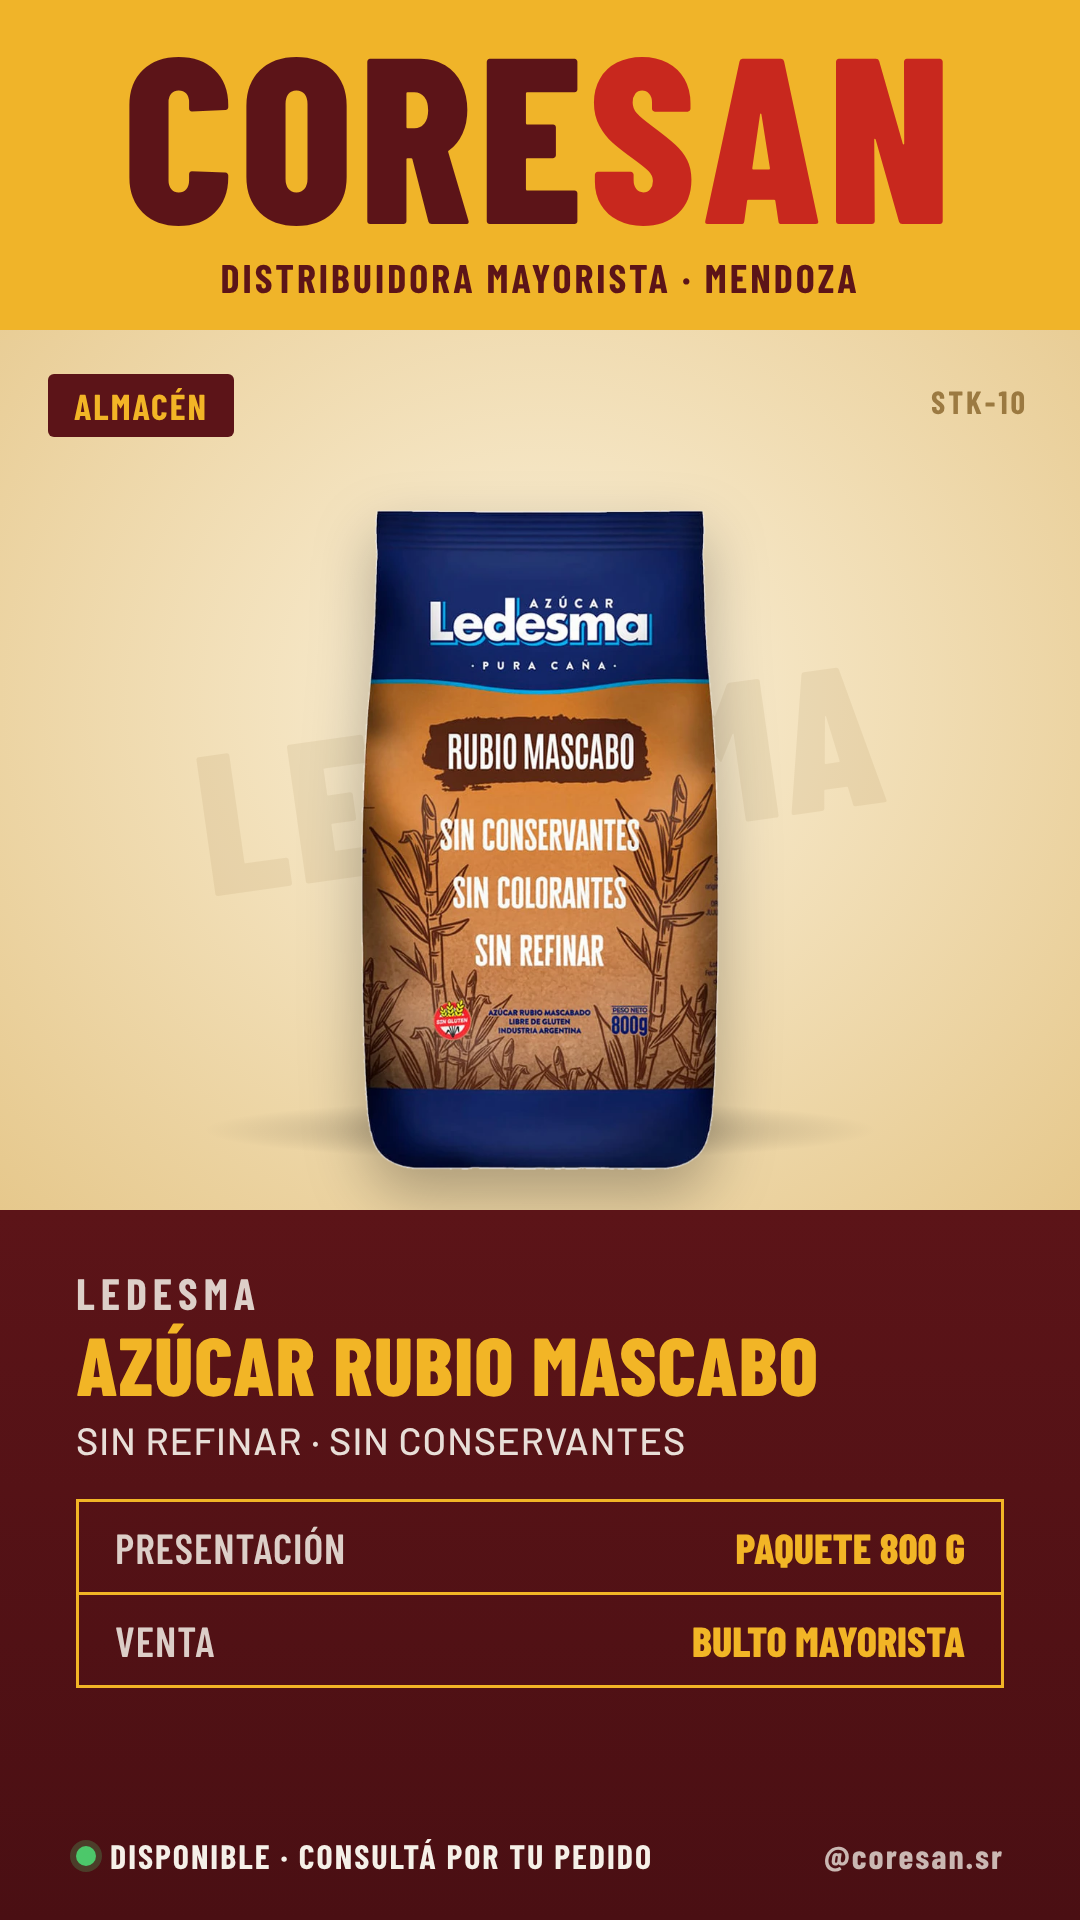 CORESAN
DISTRIBUIDORA MAYORISTA · MENDOZA
ALMACÉN
STK-10
AZÚCAR
Ledesma
·PURA CAÑA·
RUBIO MASCABO
SIN CONSERVANTES
SIN COLORANTES
SIN REFINAR
SIN GLUTEN
AZÚCAR RUBIO MASCABADO
LIBRE DE GLUTEN
INDUSTRIA ARGENTINA
PESO NETO
800g
LEDESMA
AZÚCAR RUBIO MASCABO
SIN REFINAR · SIN CONSERVANTES
PRESENTACIÓN PAQUETE 800 G
VENTA BULTO MAYORISTA
DISPONIBLE · CONSULTÁ POR TU PEDIDO
@coresan.sr